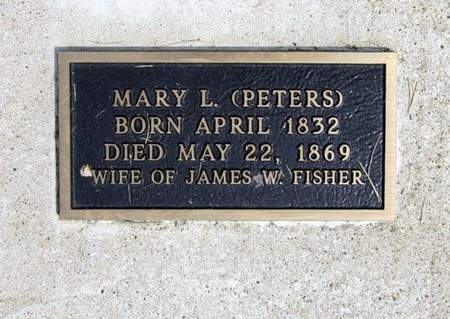 MARY L. (PETERS)
BORN APRIL 1832
DIED MAY 22, 1869
WIFE OF JAMES W. FISHER